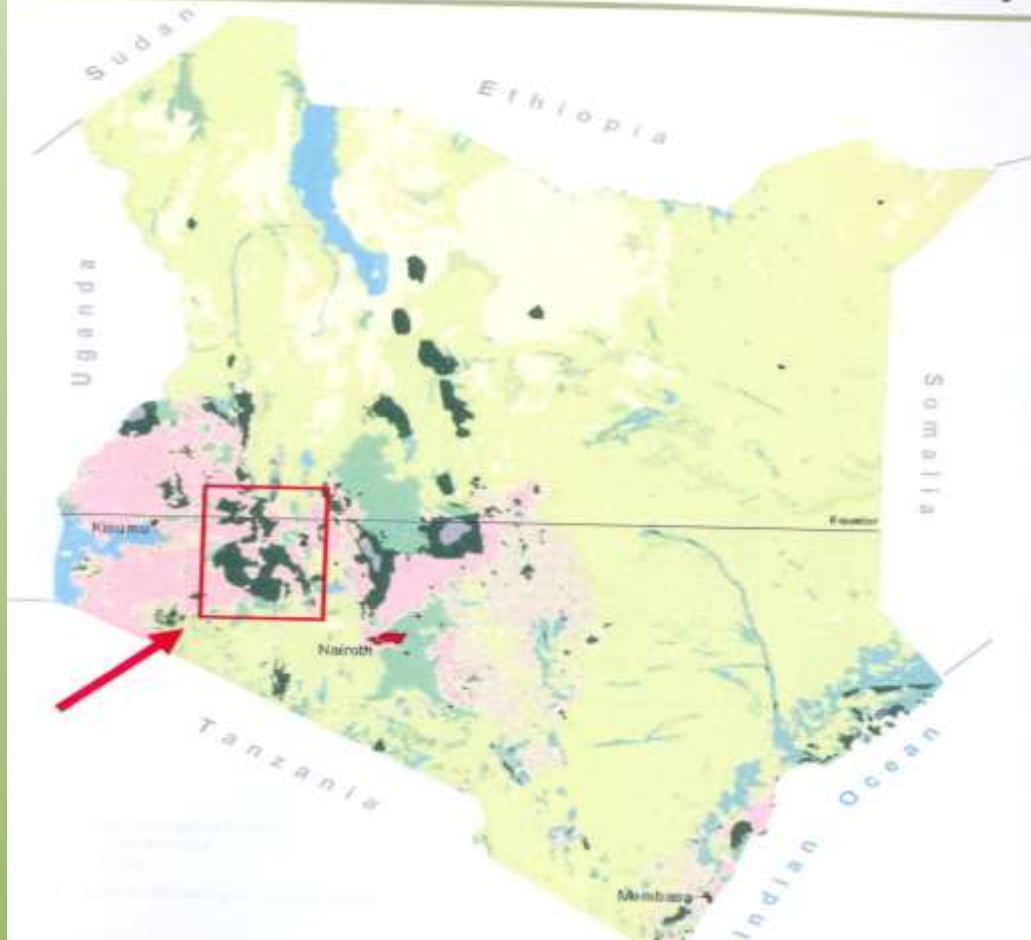 Sudan
Ethiopia
Uganda
Somalia
Kisumu
Equator
Nairobi
Tanzania
Indian Ocean
Mombasa